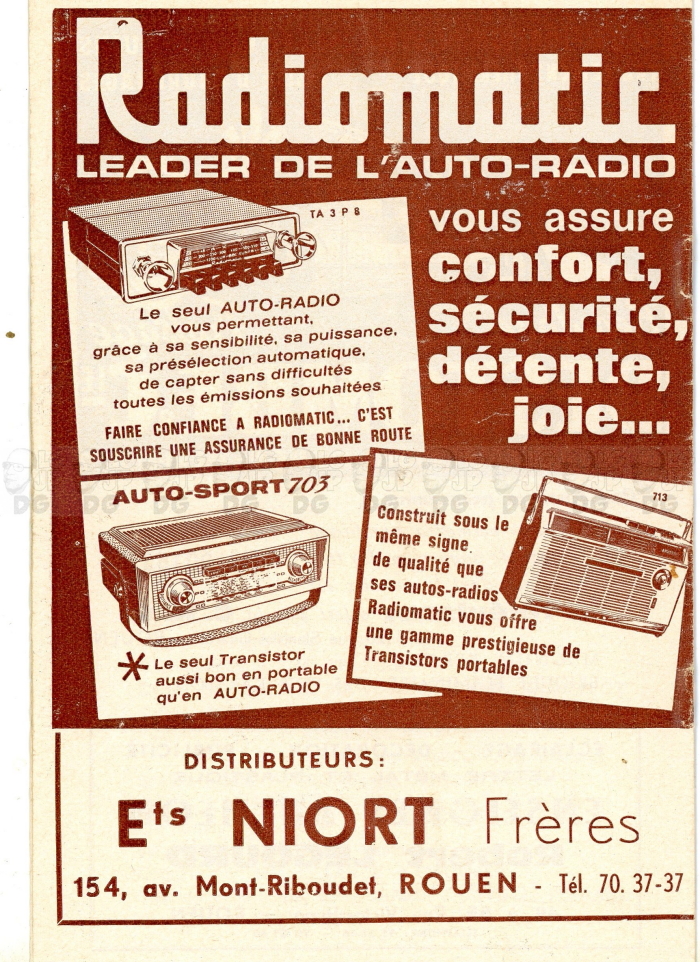 Radiomatic
LEADER DE L'AUTO-RADIO
TA 3 P 8
vous assure
confort,
sécurité,
détente,
joie...
Le seul AUTO-RADIO
vous permettant,
grâce à sa sensibilité, sa puissance,
sa présélection automatique,
de capter sans difficultés
toutes les émissions souhaitées
FAIRE CONFIANCE A RADIOMATIC... C'EST
SOUSCRIRE UNE ASSURANCE DE BONNE ROUTE
AUTO-SPORT 703
* Le seul Transistor
aussi bon en portable
qu'en AUTO-RADIO
713
Construit sous le
même signe
de qualité que
ses autos-radios
Radiomatic vous offre
une gamme prestigieuse de
Transistors portables
DISTRIBUTEURS:
Ets NIORT Frères
154, av. Mont-Riboudet, ROUEN - Tél. 70. 37-37